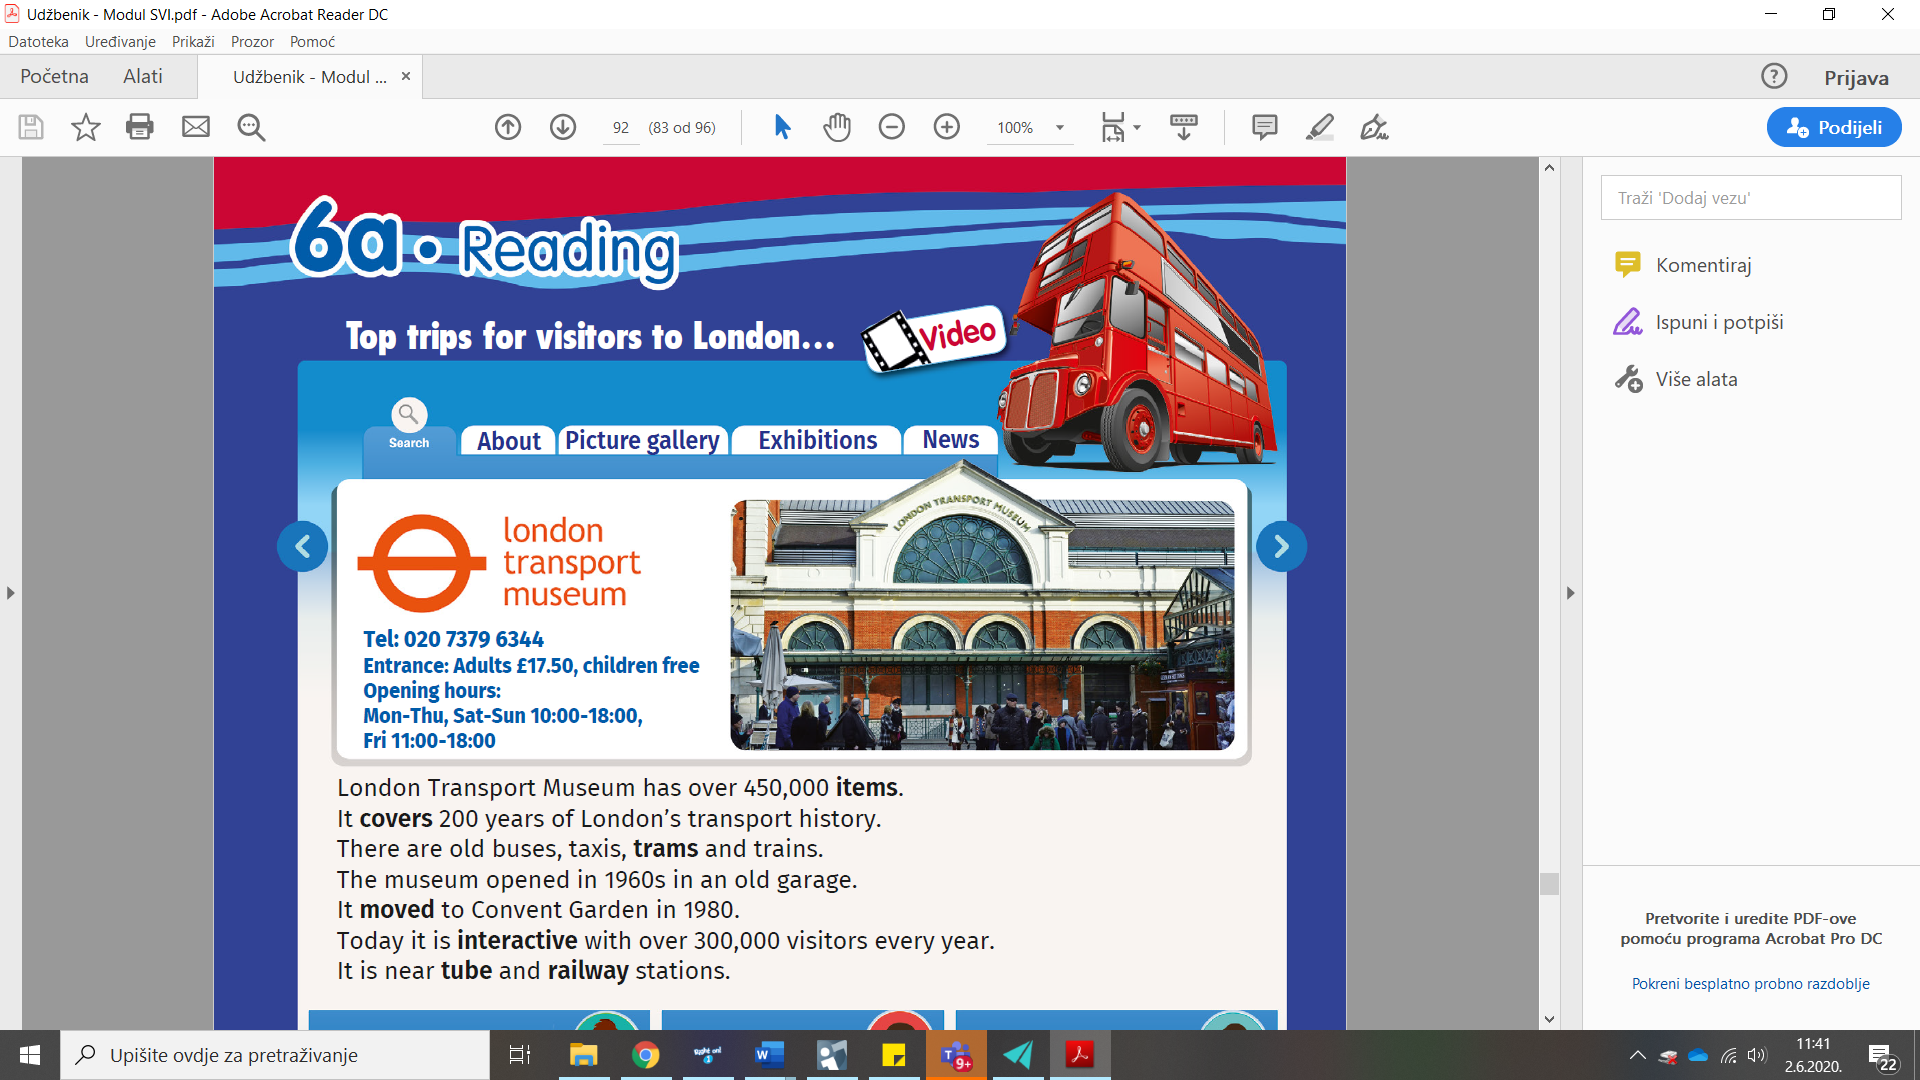 Udžbenik - Modul SVI.pdf - Adobe Acrobat Reader DC
Datoteka Uređivanje Prikaži Prozor Pomoć
Početna Alati Udžbenik - Modul ... × Prijava
92 (83 od 96) 100% Podijeli
6a • Reading
Top trips for visitors to London...
Video
Search About Picture gallery Exhibitions News
LONDON TRANSPORT MUSEUM
london
transport
museum
Tel: 020 7379 6344
Entrance: Adults £17.50, children free
Opening hours:
Mon-Thu, Sat-Sun 10:00-18:00,
Fri 11:00-18:00
London Transport Museum has over 450,000 items.
It covers 200 years of London’s transport history.
There are old buses, taxis, trams and trains.
The museum opened in 1960s in an old garage.
It moved to Convent Garden in 1980.
Today it is interactive with over 300,000 visitors every year.
It is near tube and railway stations.
Traži 'Dodaj vezu'
Komentiraj
Ispuni i potpiši
Više alata
Pretvorite i uredite PDF-ove
pomoću programa Acrobat Pro DC
Pokreni besplatno probno razdoblje
Upišite ovdje za pretraživanje
Right on!
1
W
T
9+
11:41
2.6.2020.
22